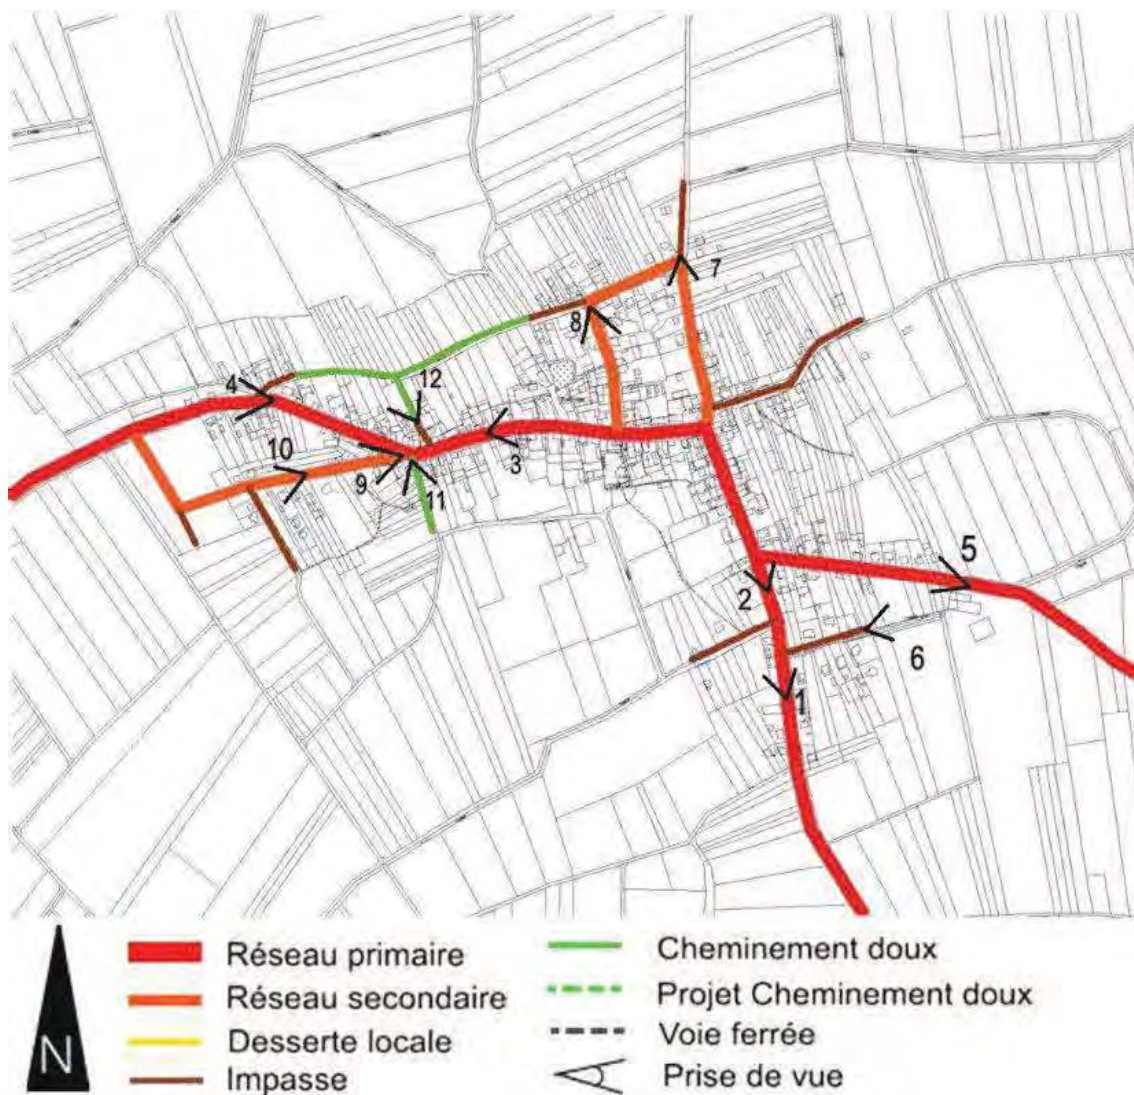 7
8
4
12
3
10
9
11
5
2
6
1
N
Réseau primaire
Réseau secondaire
Desserte locale
Impasse
Cheminement doux
Projet Cheminement doux
Voie ferrée
Prise de vue